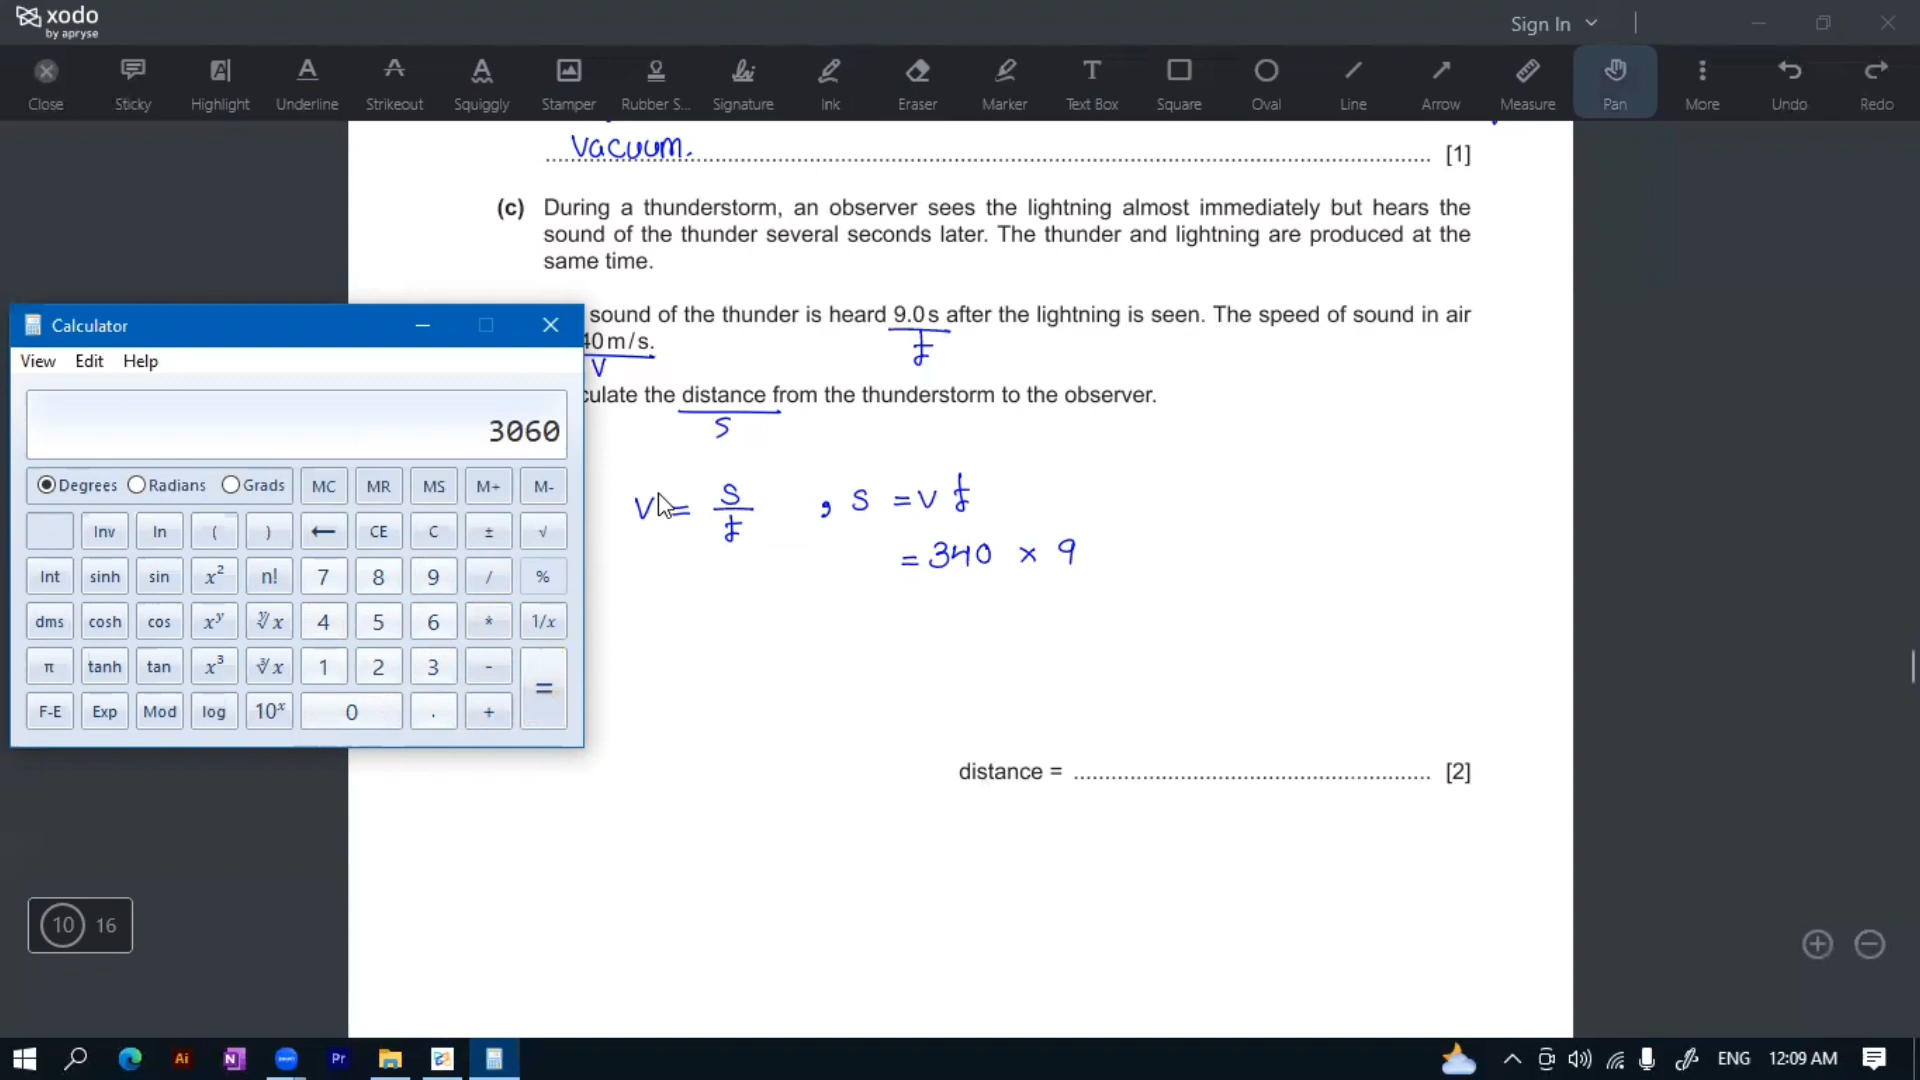 xodo
by apryse
Sign In
Close Sticky Highlight Underline Strikeout Squiggly Stamper Rubber S... Signature Ink Eraser Marker Text Box Square Oval Line Arrow Measure Pan More Undo Redo
vacuum. [1]
(c) During a thunderstorm, an observer sees the lightning almost immediately but hears the
sound of the thunder several seconds later. The thunder and lightning are produced at the
same time.
sound of the thunder is heard 9.0 s after the lightning is seen. The speed of sound in air
40 m / s.
t
v
culate the distance from the thunderstorm to the observer.
s
v = s/t , s = v t
= 340 × 9
distance = .......................................................... [2]
Calculator
View Edit Help
3060
Degrees Radians Grads MC MR MS M+ M-
Inv ln ( ) ← CE C ± √
Int sinh sin x² n! 7 8 9 / %
dms cosh cos xʸ ʸ√x 4 5 6 * 1/x
π tanh tan x³ ³√x 1 2 3 - =
F-E Exp Mod log 10ˣ 0 . +
10 16
Ai N Pr ENG 12:09 AM